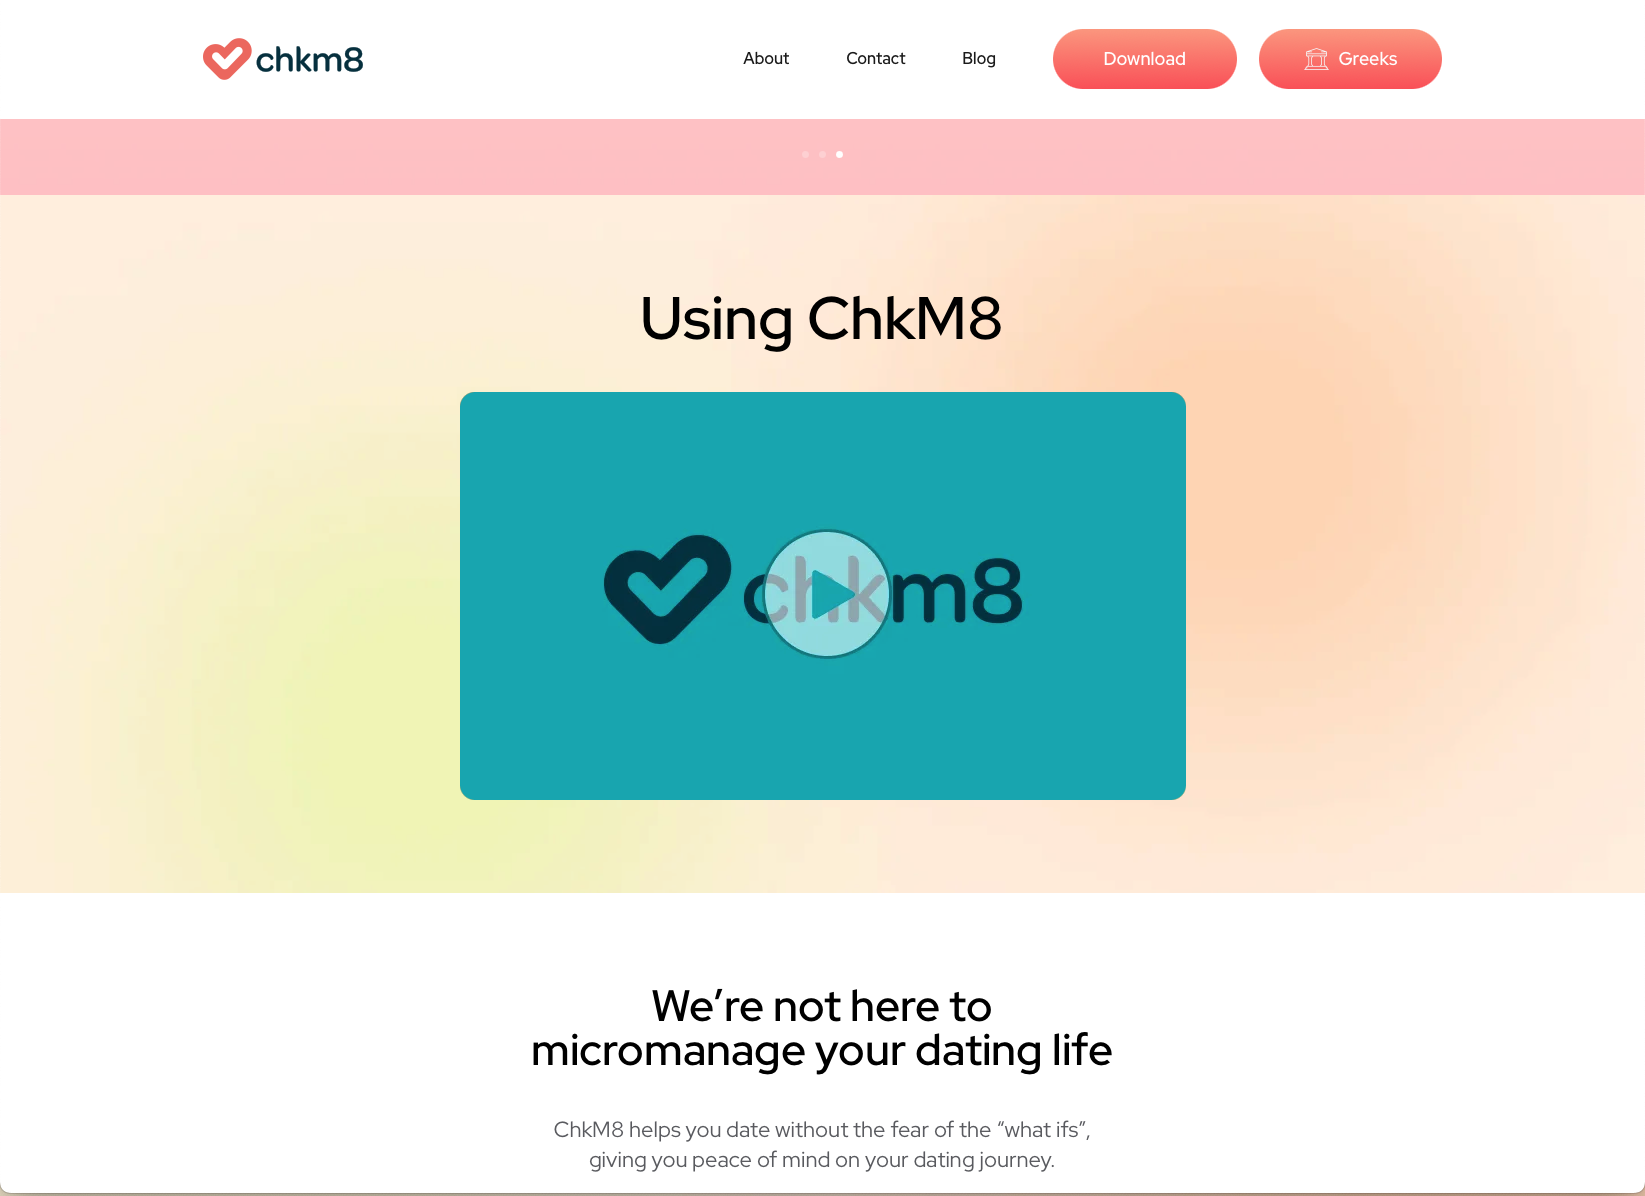 chkm8
About
Contact
Blog
Download
Greeks
Using ChkM8
chkm8
We’re not here to
micromanage your dating life
ChkM8 helps you date without the fear of the “what ifs”,
giving you peace of mind on your dating journey.